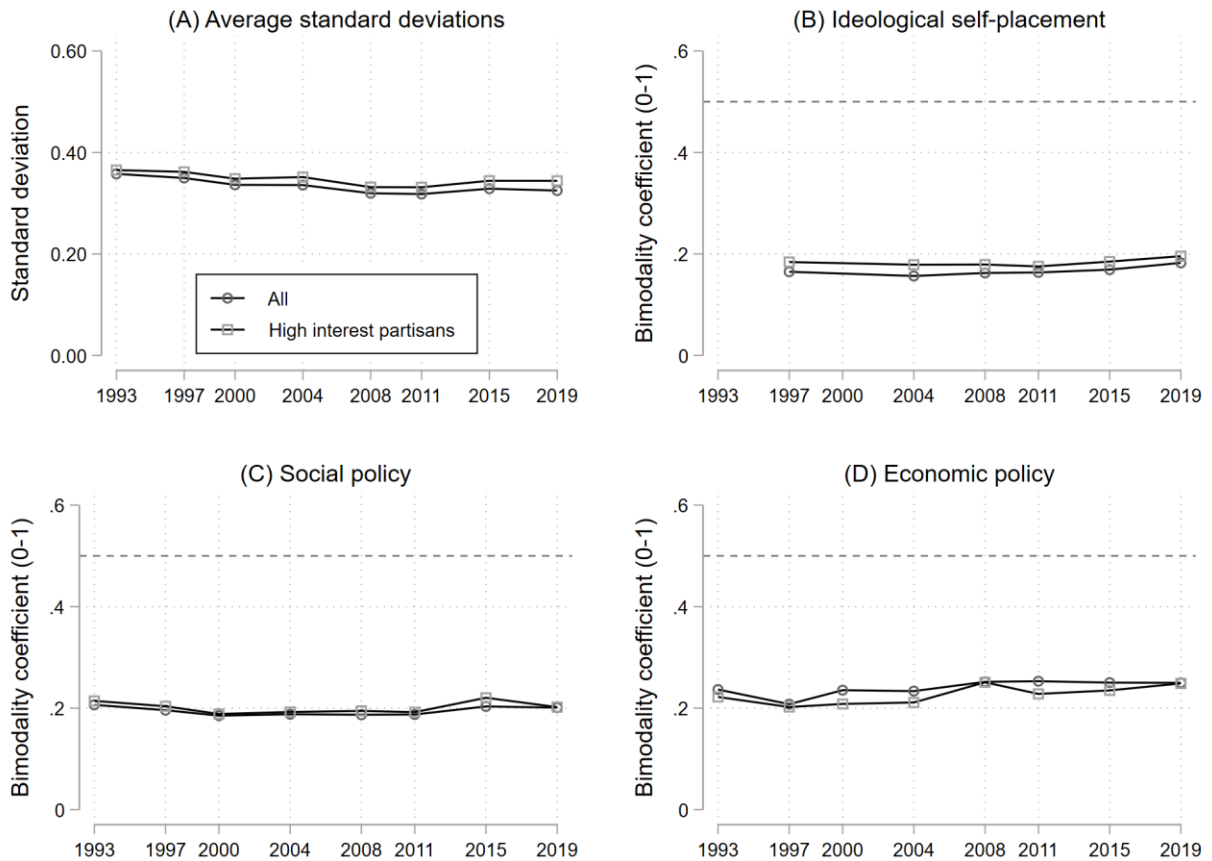 (A) Average standard deviations
Standard deviation
0.60
0.40
0.20
0.00
All
High interest partisans
1993 1997 2000 2004 2008 2011 2015 2019
(B) Ideological self-placement
Bimodality coefficient (0-1)
.6
.4
.2
0
1993 1997 2000 2004 2008 2011 2015 2019
(C) Social policy
Bimodality coefficient (0-1)
.6
.4
.2
0
1993 1997 2000 2004 2008 2011 2015 2019
(D) Economic policy
Bimodality coefficient (0-1)
.6
.4
.2
0
1993 1997 2000 2004 2008 2011 2015 2019